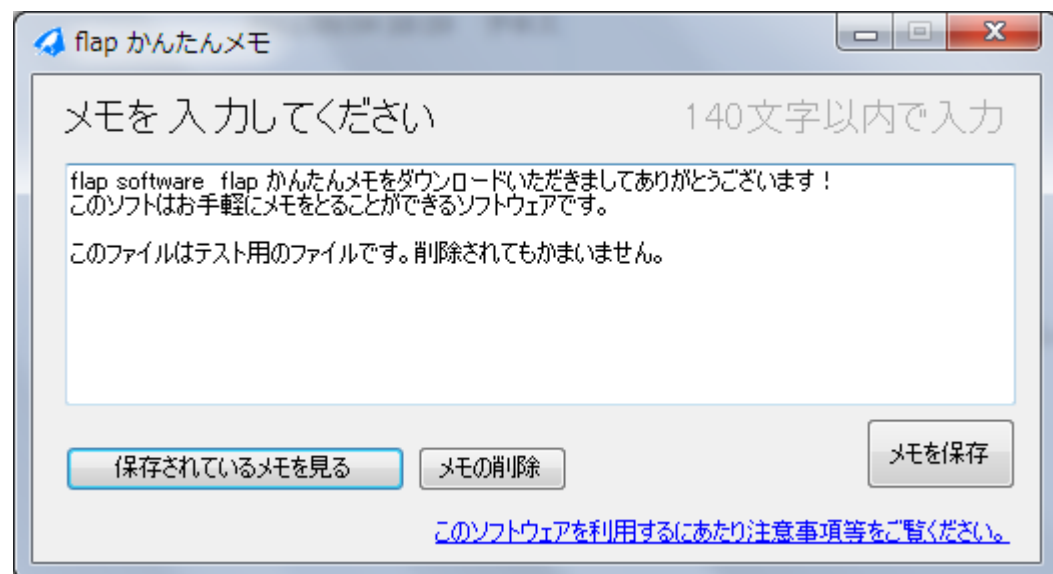 flap かんたんメモ
メモを入力してください
140文字以内で入力
flap software flap かんたんメモをダウンロードいただきましてありがとうございます！
このソフトはお手軽にメモをとることができるソフトウェアです。
このファイルはテスト用のファイルです。削除されてもかまいません。
保存されているメモを見る
メモの削除
メモを保存
このソフトウェアを利用するにあたり注意事項等をご覧ください。